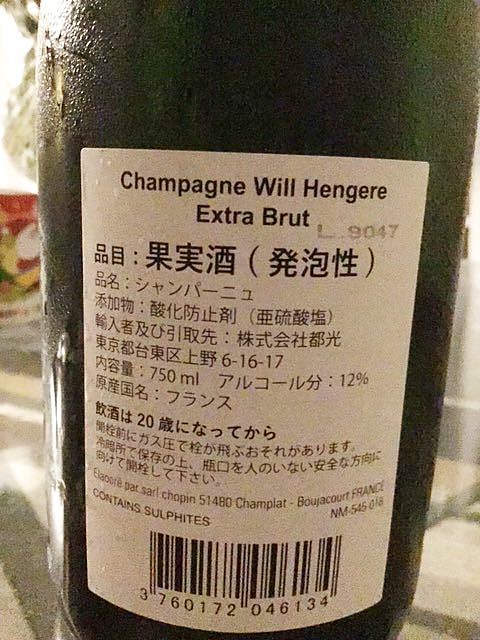 Champagne Will Hengere
Extra Brut
L 9047
品目：果実酒（発泡性）
品名：シャンパーニュ
添加物：酸化防止剤（亜硫酸塩）
輸入者及び引取先：株式会社都光
東京都台東区上野 6-16-17
内容量：750 ml アルコール分：12%
原産国名：フランス
飲酒は 20 歳になってから
開栓前にガス圧で栓が飛ぶおそれがあります。
冷暗所で保存の上、瓶口を人のいない安全な方向に
向けて開栓して下さい。
Elaboré par sarl chopin 51480 Champlat - Boujacourt FRANCE
CONTAINS SULPHITES
NM-545-018
3 760172 046134